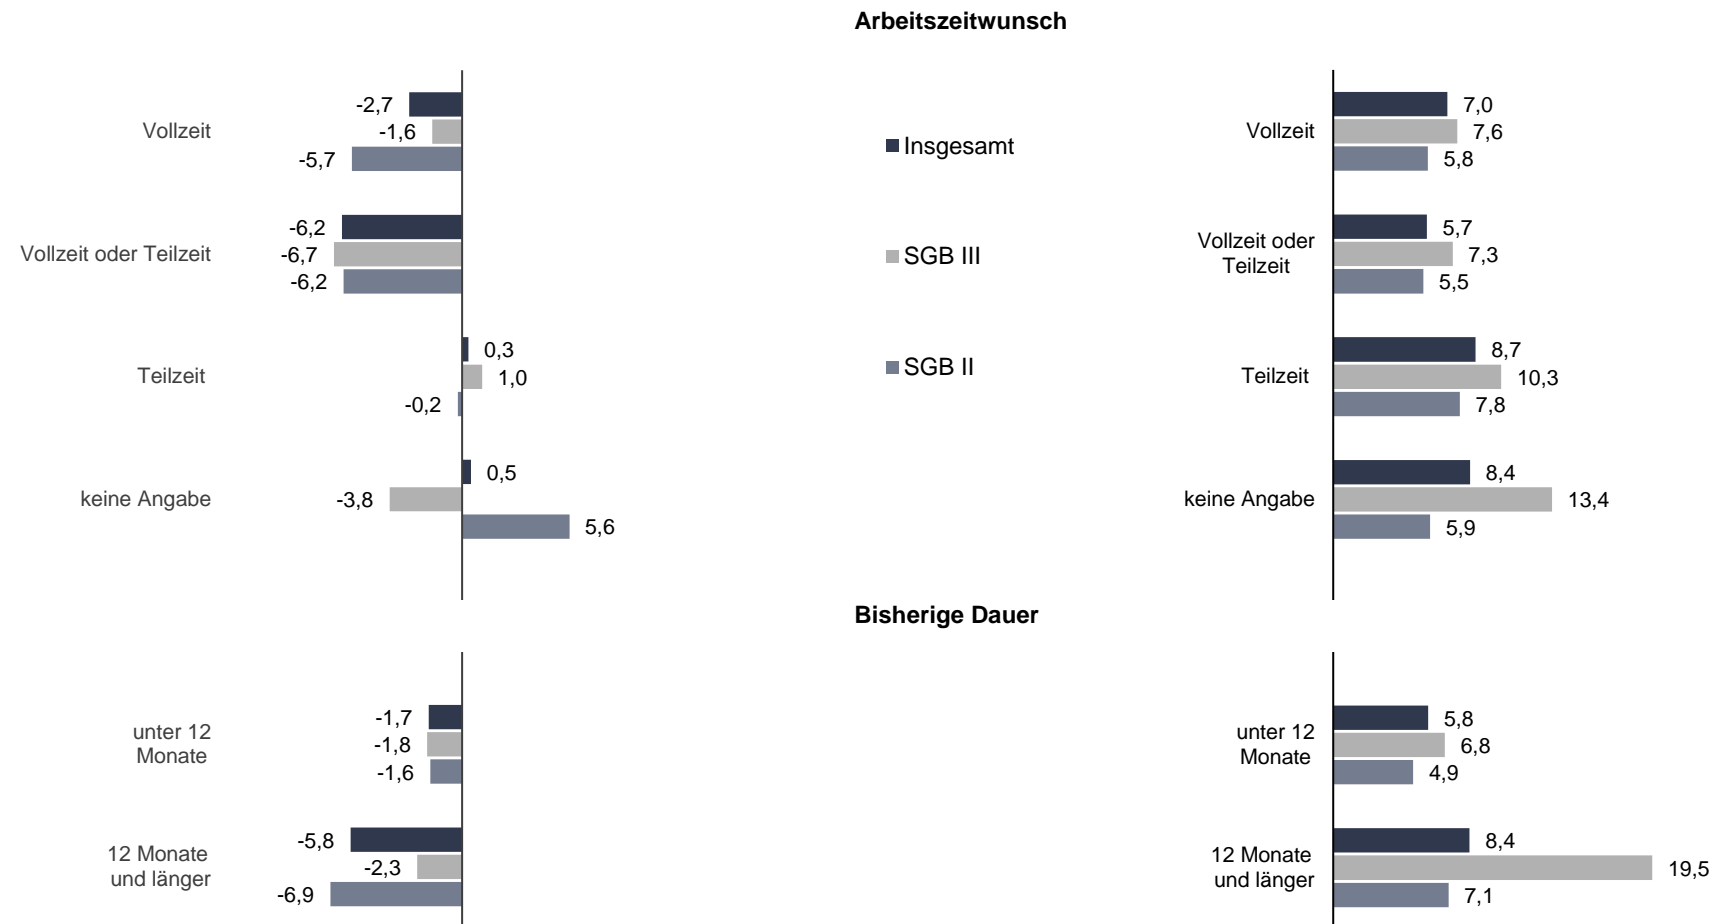 Arbeitszeitwunsch
Vollzeit
-2,7
-1,6
-5,7
Vollzeit oder Teilzeit
-6,2
-6,7
-6,2
Teilzeit
0,3
1,0
-0,2
keine Angabe
0,5
-3,8
5,6
Insgesamt
SGB III
SGB II
Vollzeit
7,0
7,6
5,8
Vollzeit oder
Teilzeit
5,7
7,3
5,5
Teilzeit
8,7
10,3
7,8
keine Angabe
8,4
13,4
5,9
Bisherige Dauer
unter 12
Monate
-1,7
-1,8
-1,6
12 Monate
und länger
-5,8
-2,3
-6,9
unter 12
Monate
5,8
6,8
4,9
12 Monate
und länger
8,4
19,5
7,1